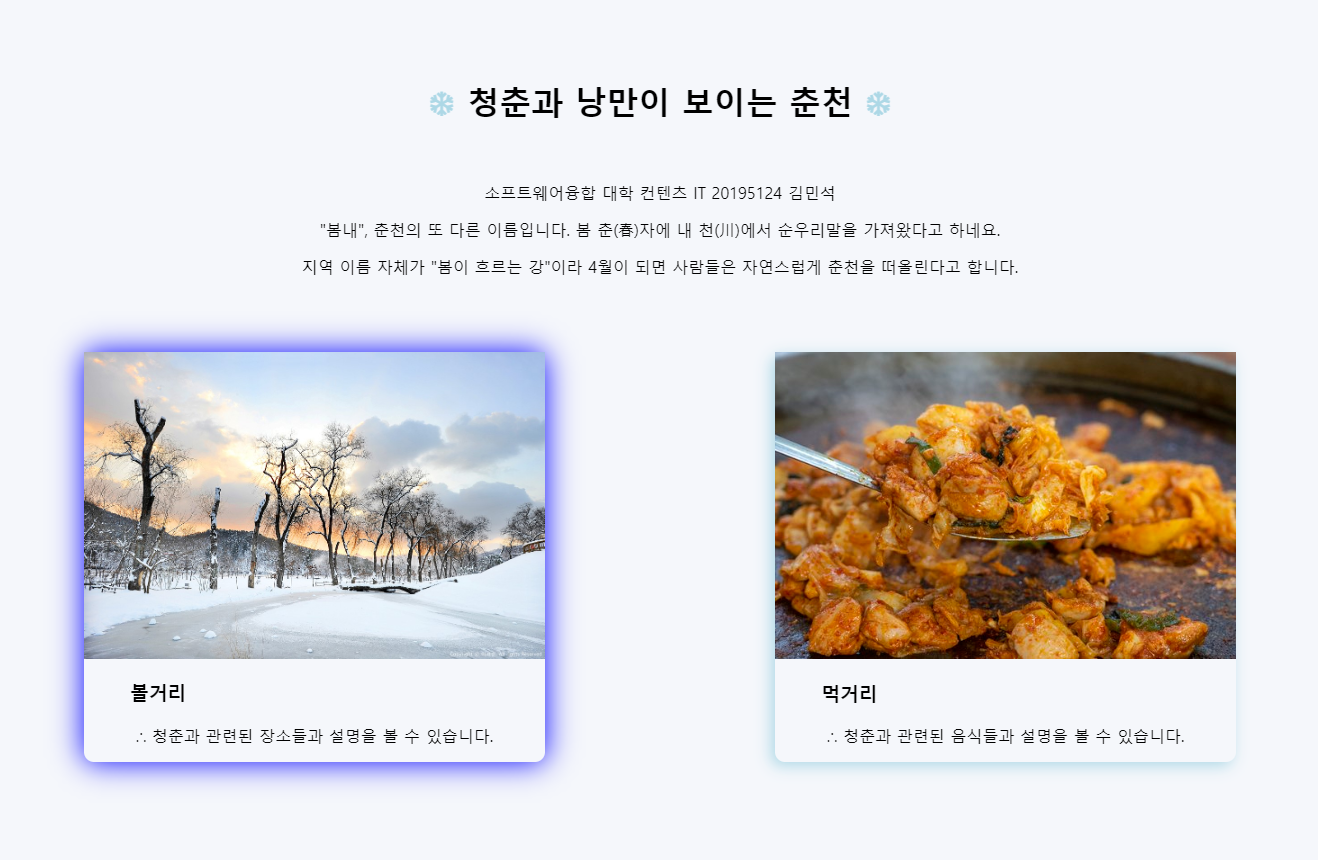 청춘과 낭만이 보이는 춘천
소프트웨어융합 대학 컨텐츠 IT 20195124 김민석
"봄내", 춘천의 또 다른 이름입니다. 봄 춘(春)자에 내 천(川)에서 순우리말을 가져왔다고 하네요.
지역 이름 자체가 "봄이 흐르는 강"이라 4월이 되면 사람들은 자연스럽게 춘천을 떠올린다고 합니다.
볼거리
∴ 청춘과 관련된 장소들과 설명을 볼 수 있습니다.
먹거리
∴ 청춘과 관련된 음식들과 설명을 볼 수 있습니다.